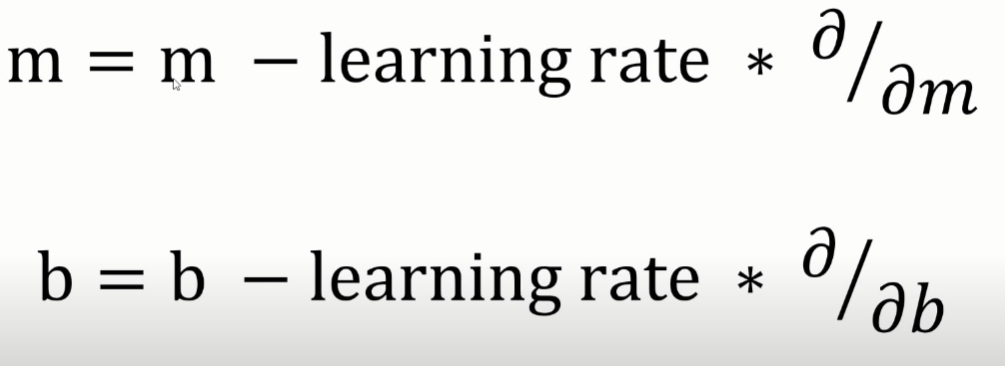 m = m − learning rate * ∂/∂m
b = b − learning rate * ∂/∂b